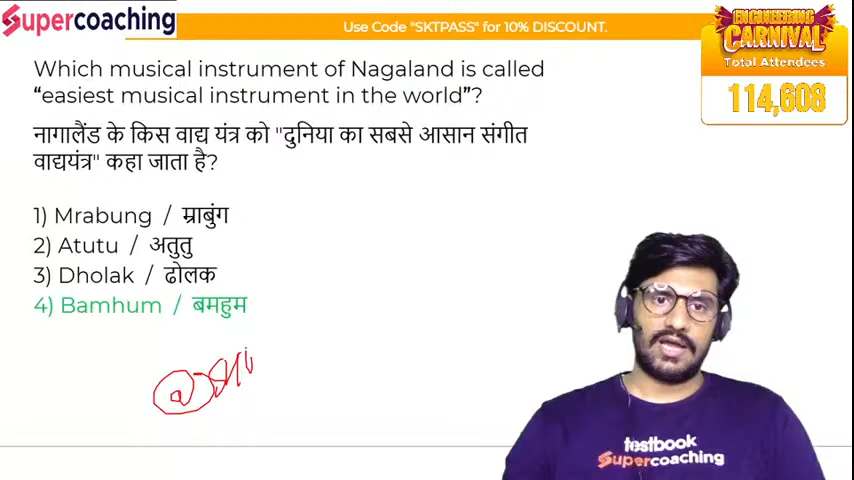 Supercoaching
Use Code "SKTPASS" for 10% DISCOUNT.
ENGINEERING
CARNIVAL
Total Attendees
114,608
Which musical instrument of Nagaland is called
“easiest musical instrument in the world”?
नागालैंड के किस वाद्य यंत्र को "दुनिया का सबसे आसान संगीत
वाद्ययंत्र" कहा जाता है?
1) Mrabung / म्राबुंग
2) Atutu / अतुतु
3) Dholak / ढोलक
4) Bamhum / बमहुम
testbook
Supercoaching